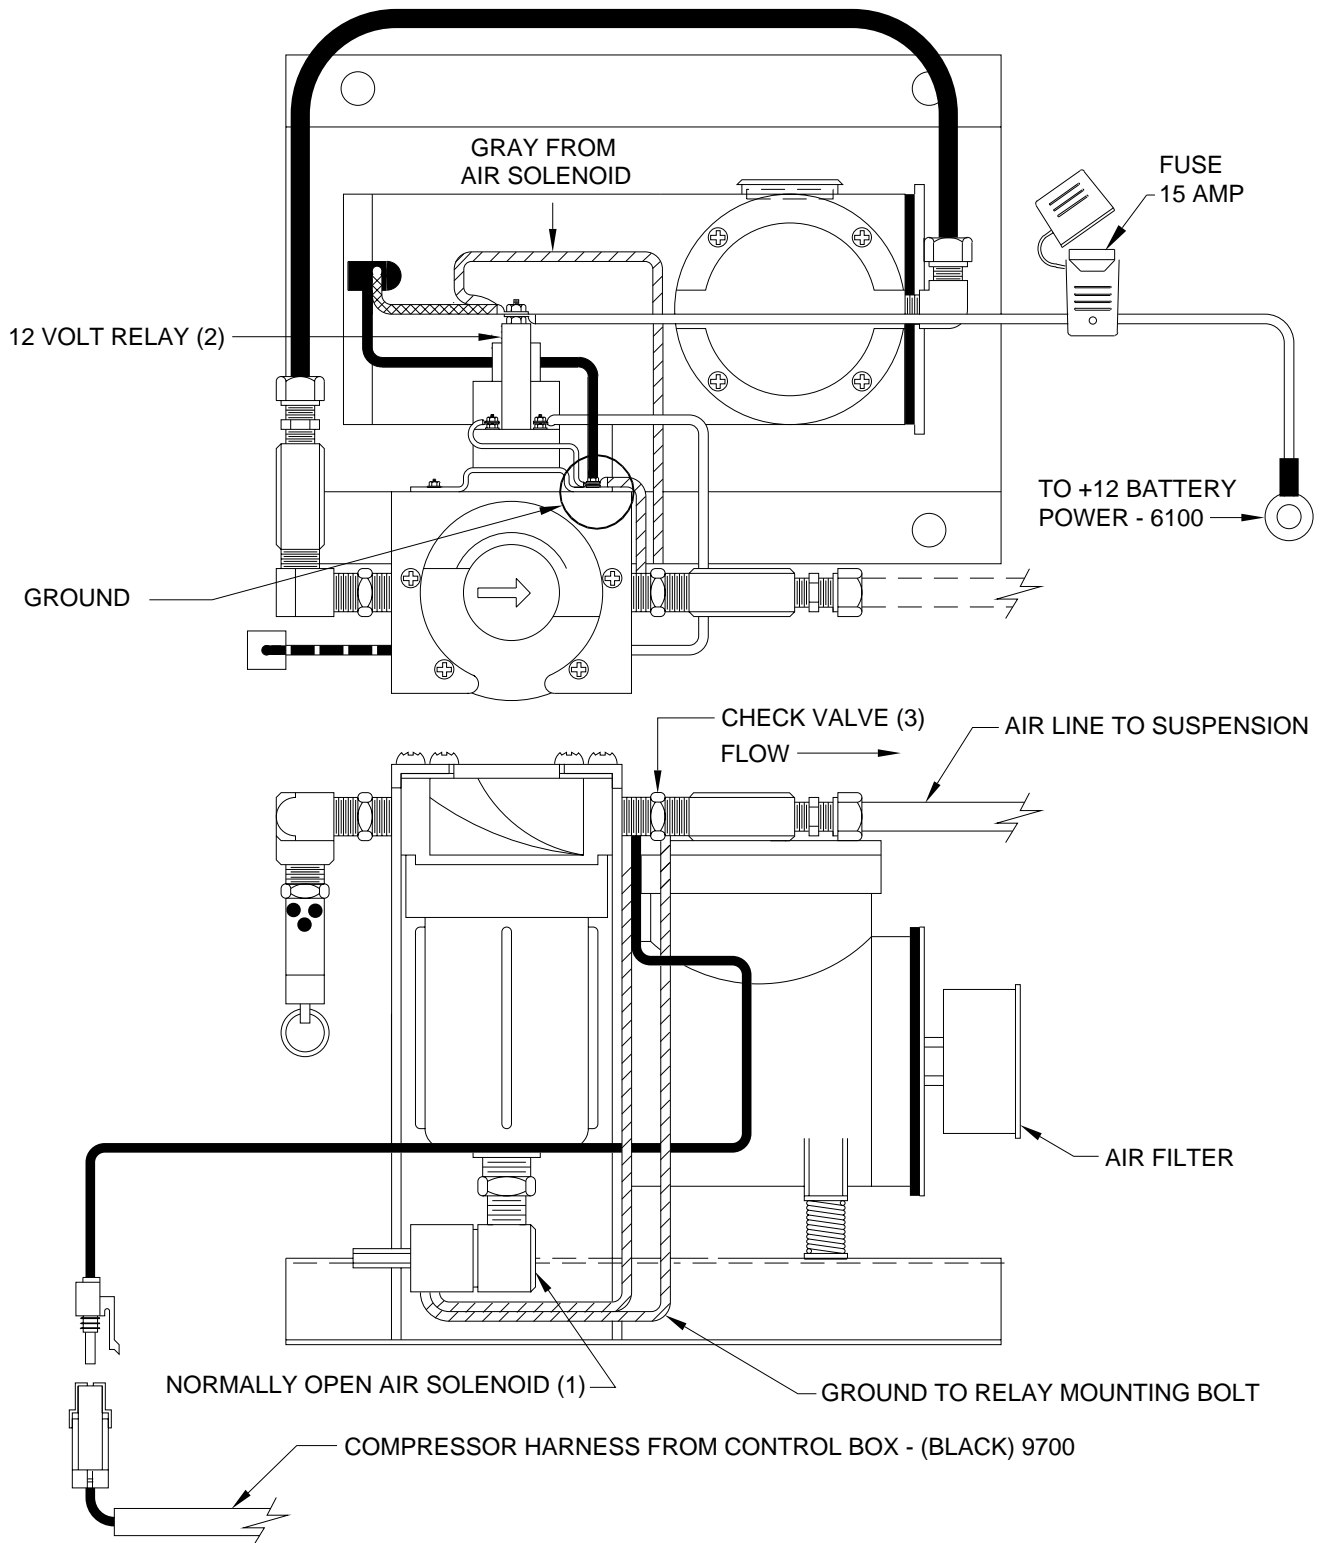 GRAY FROM
AIR SOLENOID
FUSE
15 AMP
12 VOLT RELAY (2)
TO +12 BATTERY
POWER - 6100
GROUND
CHECK VALVE (3)
FLOW
AIR LINE TO SUSPENSION
AIR FILTER
NORMALLY OPEN AIR SOLENOID (1)
GROUND TO RELAY MOUNTING BOLT
COMPRESSOR HARNESS FROM CONTROL BOX - (BLACK) 9700